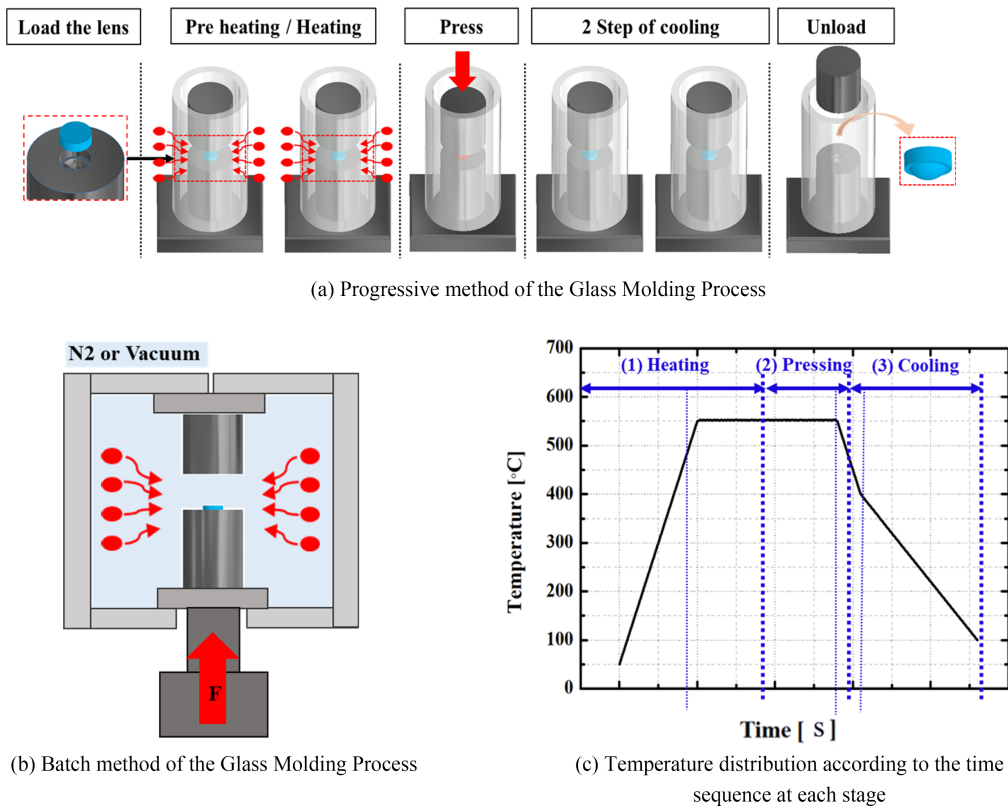 Load the lens
Pre heating / Heating
Press
2 Step of cooling
Unload
(a) Progressive method of the Glass Molding Process
N2 or Vacuum
F
(b) Batch method of the Glass Molding Process
700
600
500
400
300
200
100
0
Temperature [°C]
(1) Heating
(2) Pressing
(3) Cooling
Time [ S ]
(c) Temperature distribution according to the time
sequence at each stage